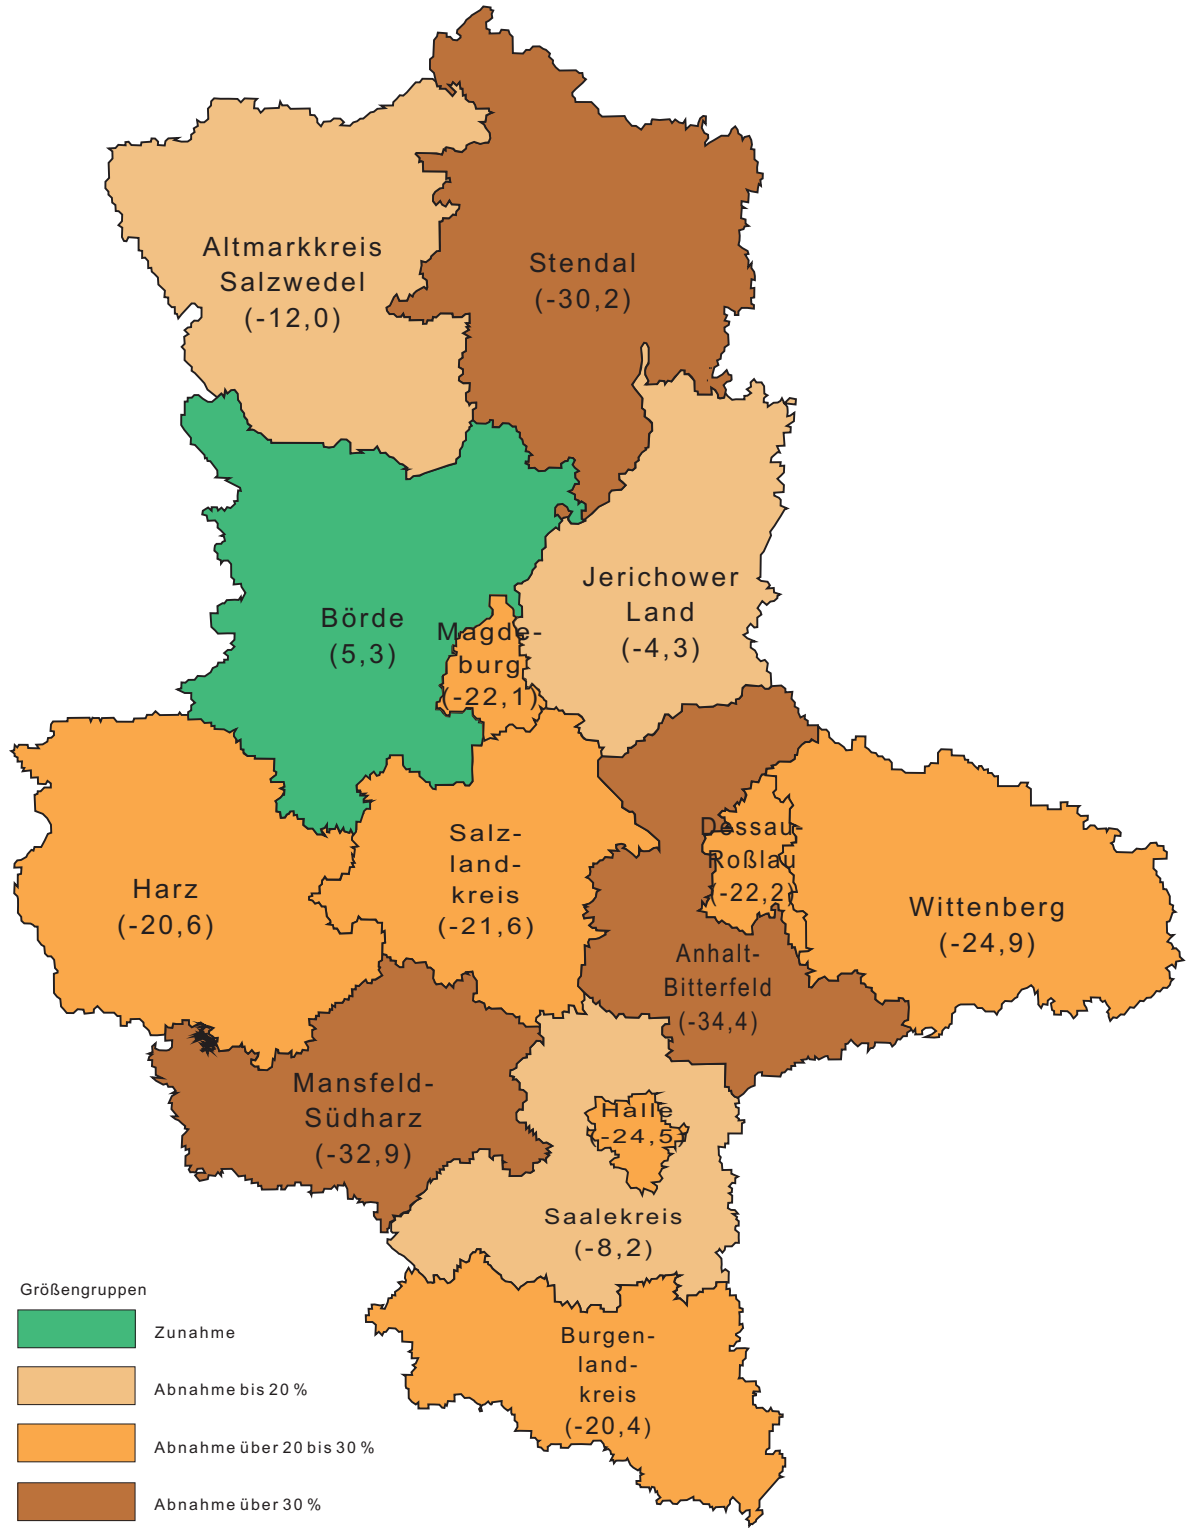 Altmarkkreis
Salzwedel
(-12,0)
Stendal
(-30,2)
Jerichower
Land
(-4,3)
Börde
(5,3)
Magde-
burg
(-22,1)
Salz-
land-
kreis
(-21,6)
Dessau-
Roßlau
(-22,2)
Harz
(-20,6)
Wittenberg
(-24,9)
Anhalt-
Bitterfeld
(-34,4)
Mansfeld-
Südharz
(-32,9)
Halle
(-24,5)
Saalekreis
(-8,2)
Burgen-
land-
kreis
(-20,4)
Größengruppen
Zunahme
Abnahme bis 20 %
Abnahme über 20 bis 30 %
Abnahme über 30 %